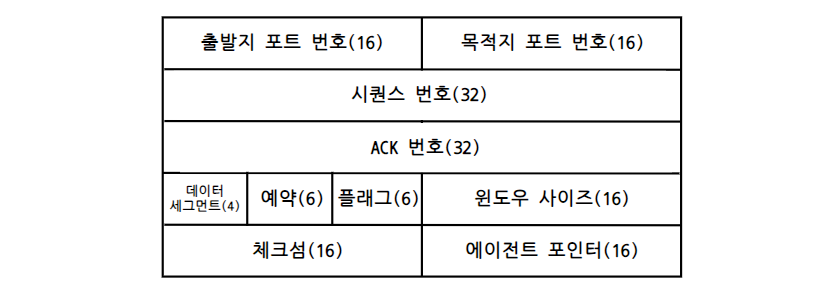 출발지 포트 번호(16)
목적지 포트 번호(16)
시퀀스 번호(32)
ACK 번호(32)
데이터
세그먼트(4)
예약(6)
플래그(6)
윈도우 사이즈(16)
체크섬(16)
에이전트 포인터(16)